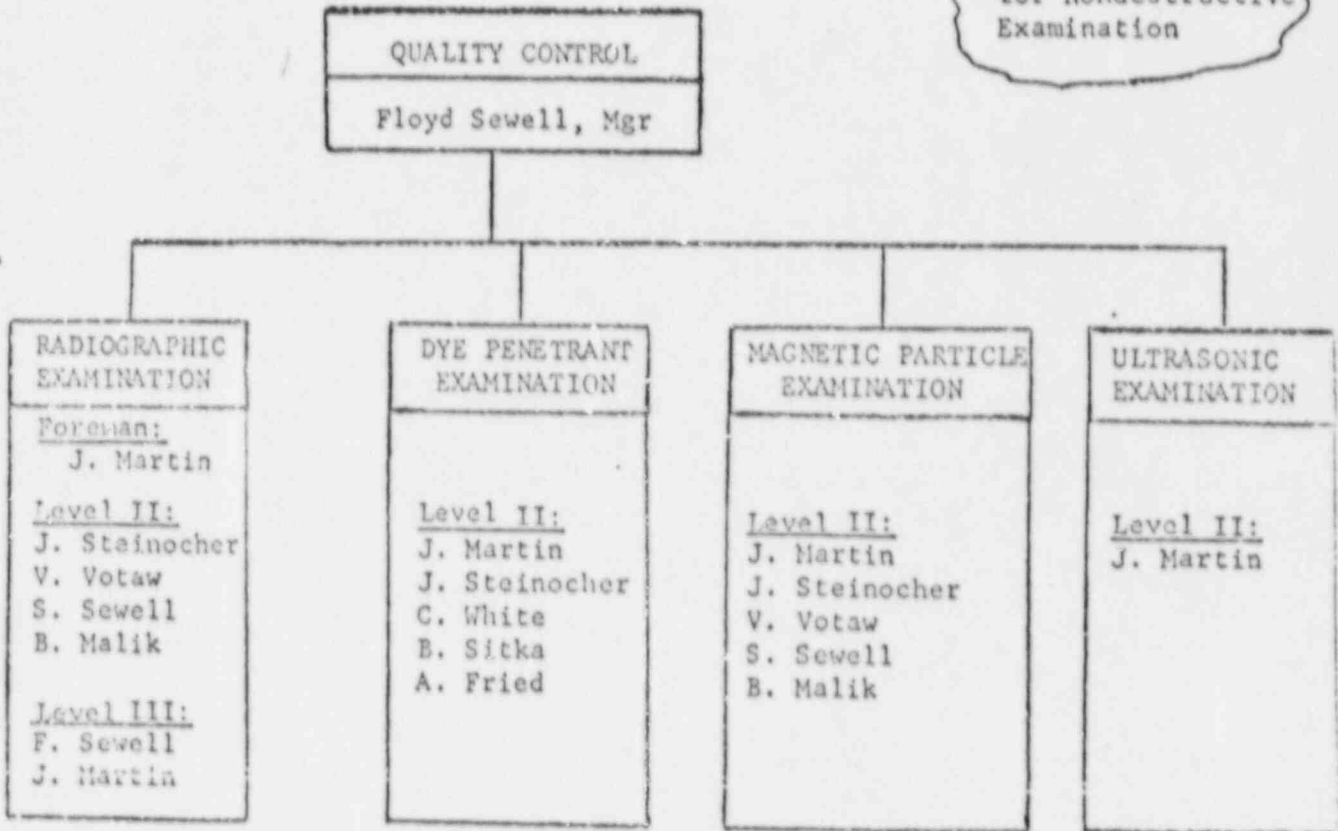 for Nondestructive
Examination
QUALITY CONTROL
Floyd Sewell, Mgr
RADIOGRAPHIC
EXAMINATION
Foreman:
J. Martin
Level II:
J. Steinocher
V. Votaw
S. Sewell
B. Malik
Level III:
F. Sewell
J. Martin
DYE PENETRANT
EXAMINATION
Level II:
J. Martin
J. Steinocher
C. White
B. Sitka
A. Fried
MAGNETIC PARTICLE
EXAMINATION
Level II:
J. Martin
J. Steinocher
V. Votaw
S. Sewell
B. Malik
ULTRASONIC
EXAMINATION
Level II:
J. Martin